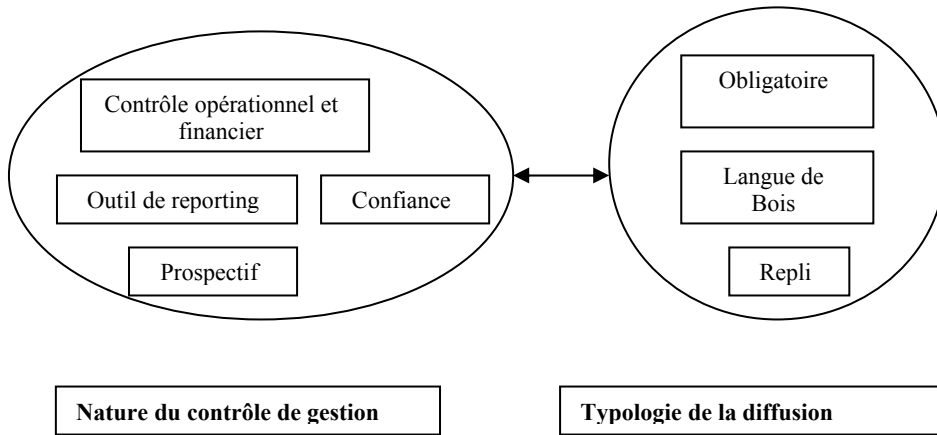 Contrôle opérationnel et
financier
Outil de reporting
Confiance
Prospectif
Obligatoire
Langue de
Bois
Repli
Nature du contrôle de gestion
Typologie de la diffusion